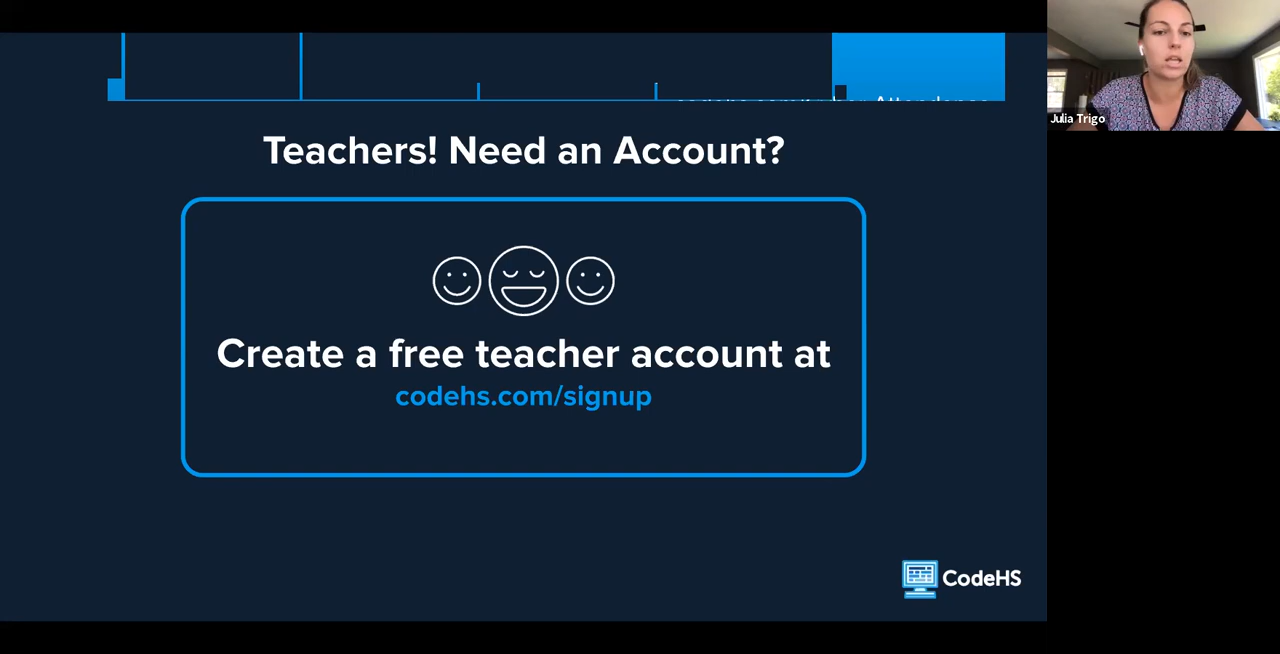 Julia Trigo
Teachers! Need an Account?
Create a free teacher account at
codehs.com/signup
CodeHS